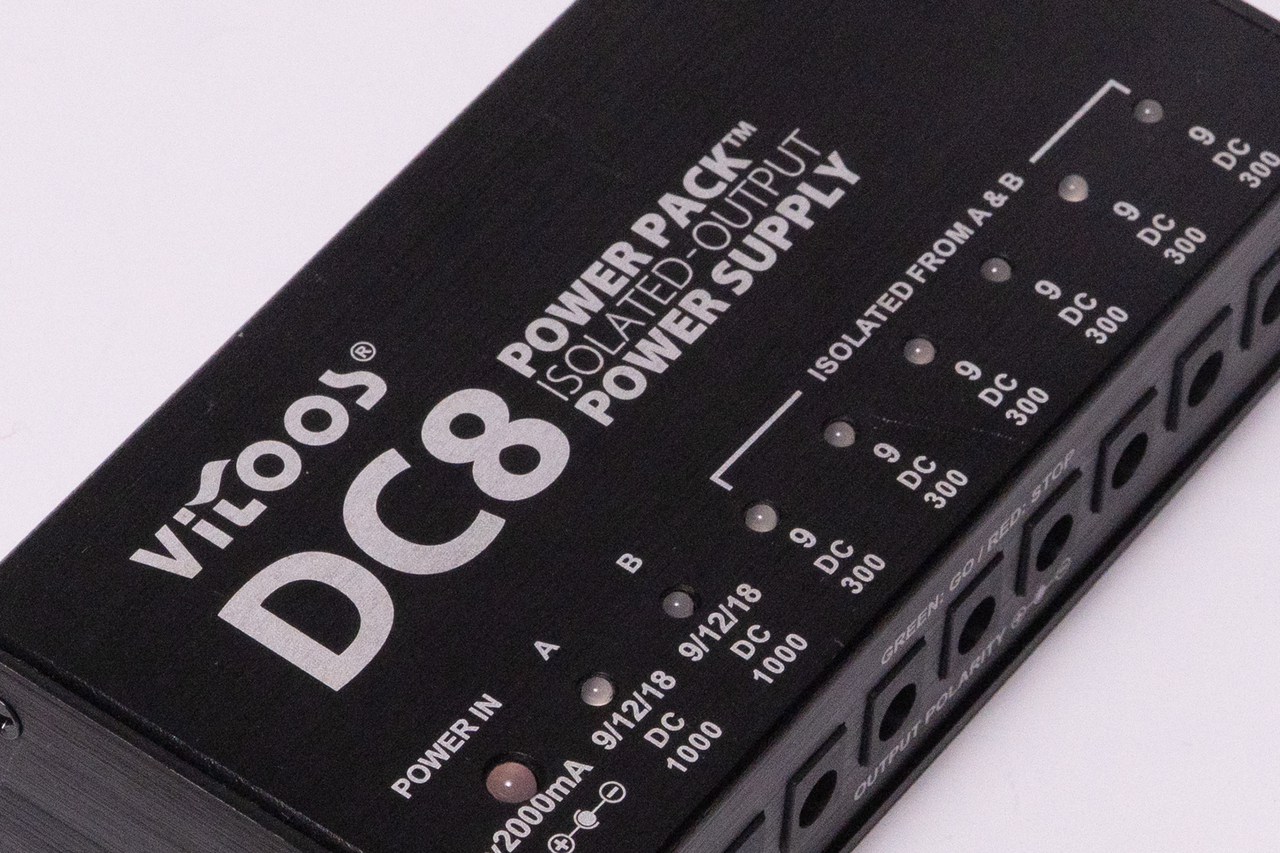 ViLOOS®
DC8
POWER PACK™
ISOLATED-OUTPUT
POWER SUPPLY
ISOLATED FROM A & B
POWER IN
2000mA
A
9/12/18
DC
1000
B
9/12/18
DC
1000
9
DC
300
9
DC
300
9
DC
300
9
DC
300
9
DC
300
9
DC
300
GREEN: GO / RED: STOP
OUTPUT POLARITY